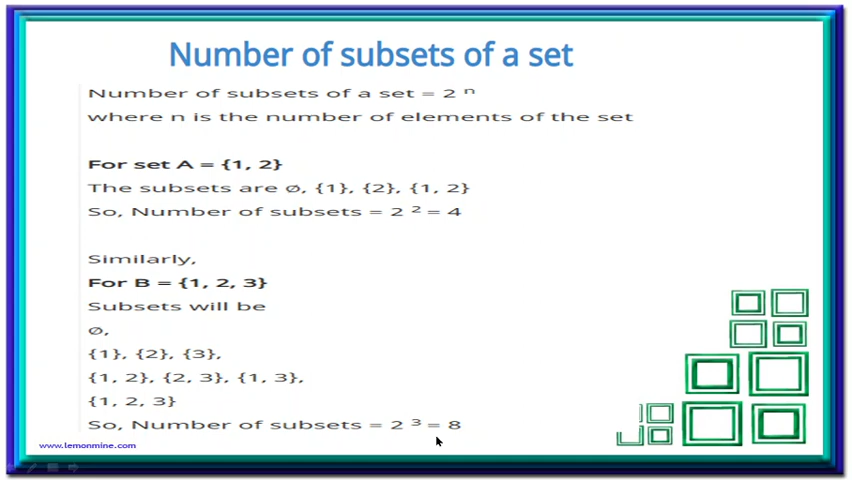 Number of subsets of a set
Number of subsets of a set = 2 ⁿ
where n is the number of elements of the set
For set A = {1, 2}
The subsets are ∅, {1}, {2}, {1, 2}
So, Number of subsets = 2 ² = 4
Similarly,
For B = {1, 2, 3}
Subsets will be
∅,
{1}, {2}, {3},
{1, 2}, {2, 3}, {1, 3},
{1, 2, 3}
So, Number of subsets = 2 ³ = 8
www.lemonmine.com